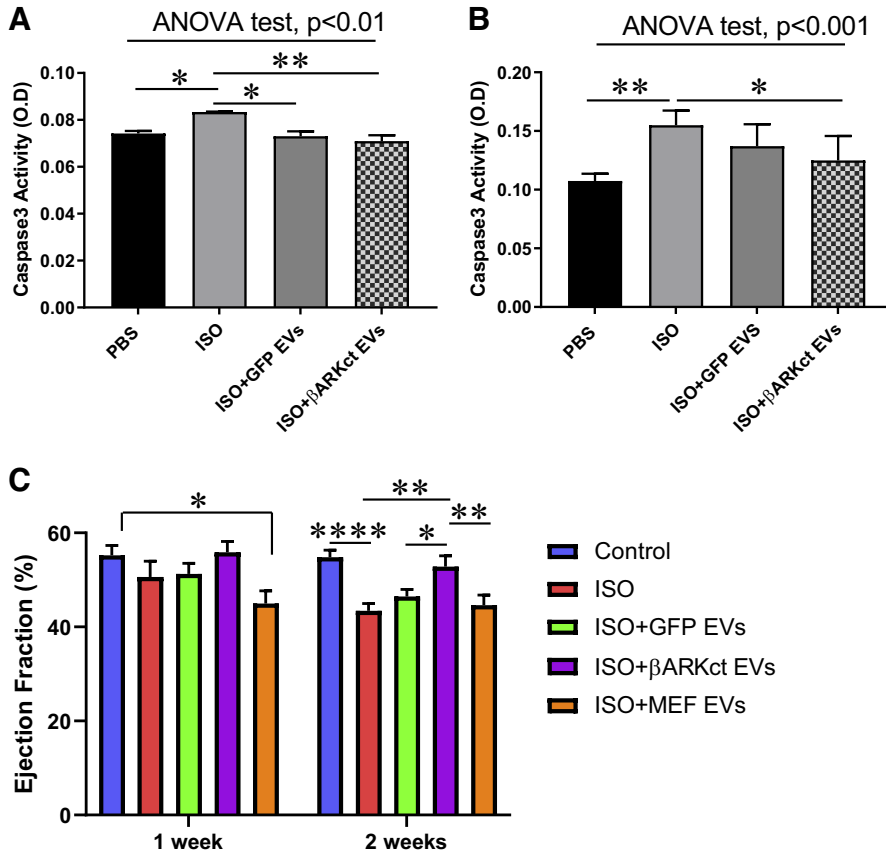 A
ANOVA test, p<0.01
*
**
*
Caspase3 Activity (O.D)
0.10
0.08
0.06
0.04
0.02
0.00
PBS
ISO
ISO+GFP EVs
ISO+βARKct EVs
B
ANOVA test, p<0.001
**
*
Caspase3 Activity (O.D)
0.20
0.15
0.10
0.05
0.00
PBS
ISO
ISO+GFP EVS
ISO+βARKct EVs
C
Ejection Fraction (%)
60
40
20
0
*
**
****
*
**
1 week
2 weeks
Control
ISO
ISO+GFP EVs
ISO+βARKct EVs
ISO+MEF EVs